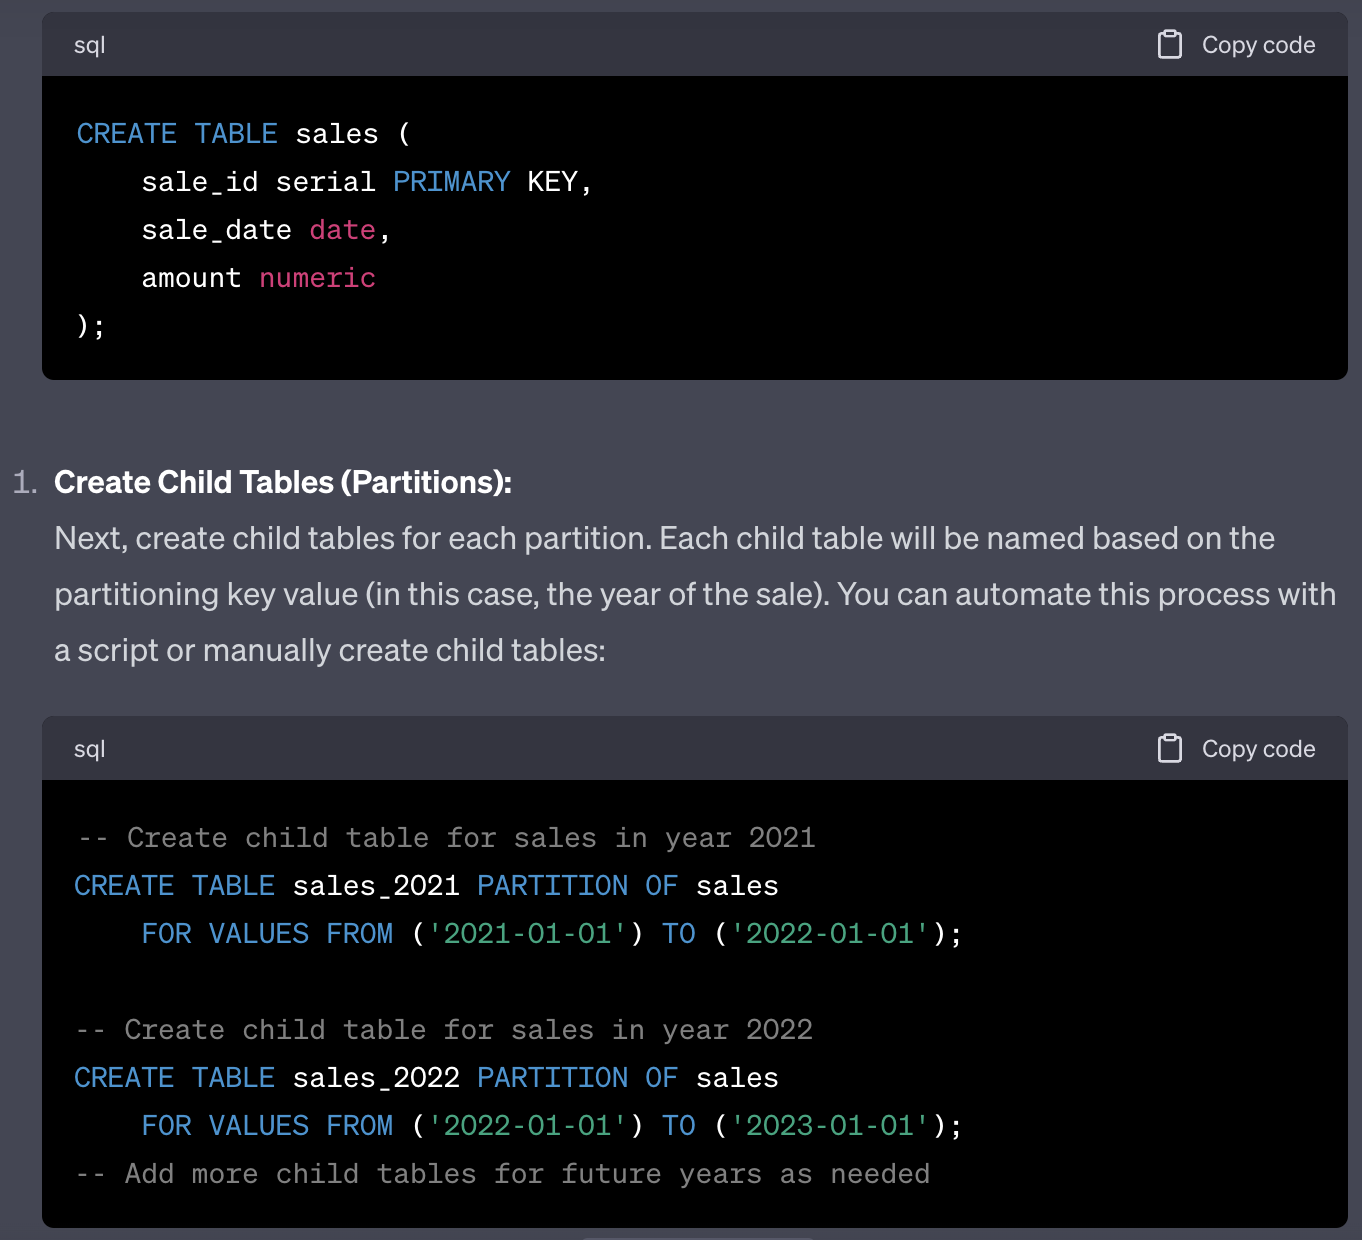 sql
Copy code
CREATE TABLE sales (
    sale_id serial PRIMARY KEY,
    sale_date date,
    amount numeric
);
1. Create Child Tables (Partitions):
Next, create child tables for each partition. Each child table will be named based on the
partitioning key value (in this case, the year of the sale). You can automate this process with
a script or manually create child tables:
sql
Copy code
-- Create child table for sales in year 2021
CREATE TABLE sales_2021 PARTITION OF sales
    FOR VALUES FROM ('2021-01-01') TO ('2022-01-01');
-- Create child table for sales in year 2022
CREATE TABLE sales_2022 PARTITION OF sales
    FOR VALUES FROM ('2022-01-01') TO ('2023-01-01');
-- Add more child tables for future years as needed